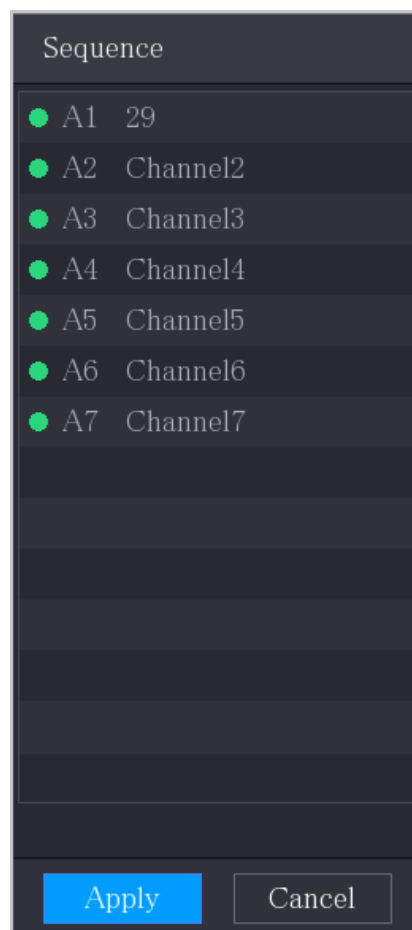 Sequence
A1 29
A2 Channel2
A3 Channel3
A4 Channel4
A5 Channel5
A6 Channel6
A7 Channel7
Apply Cancel